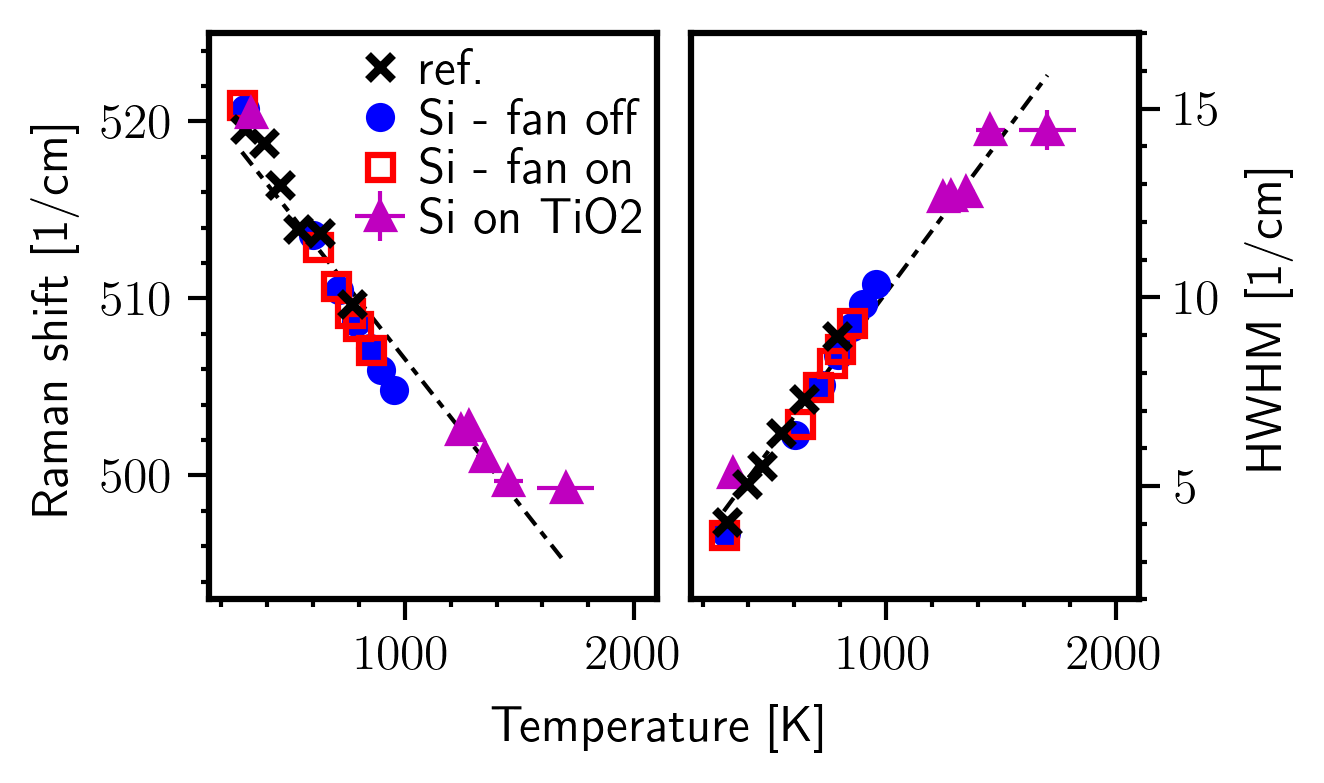 ref.
Si - fan off
Si - fan on
Si on TiO2
520
510
500
Raman shift [1/cm]
15
10
5
HWHM [1/cm]
1000 2000 1000 2000
Temperature [K]